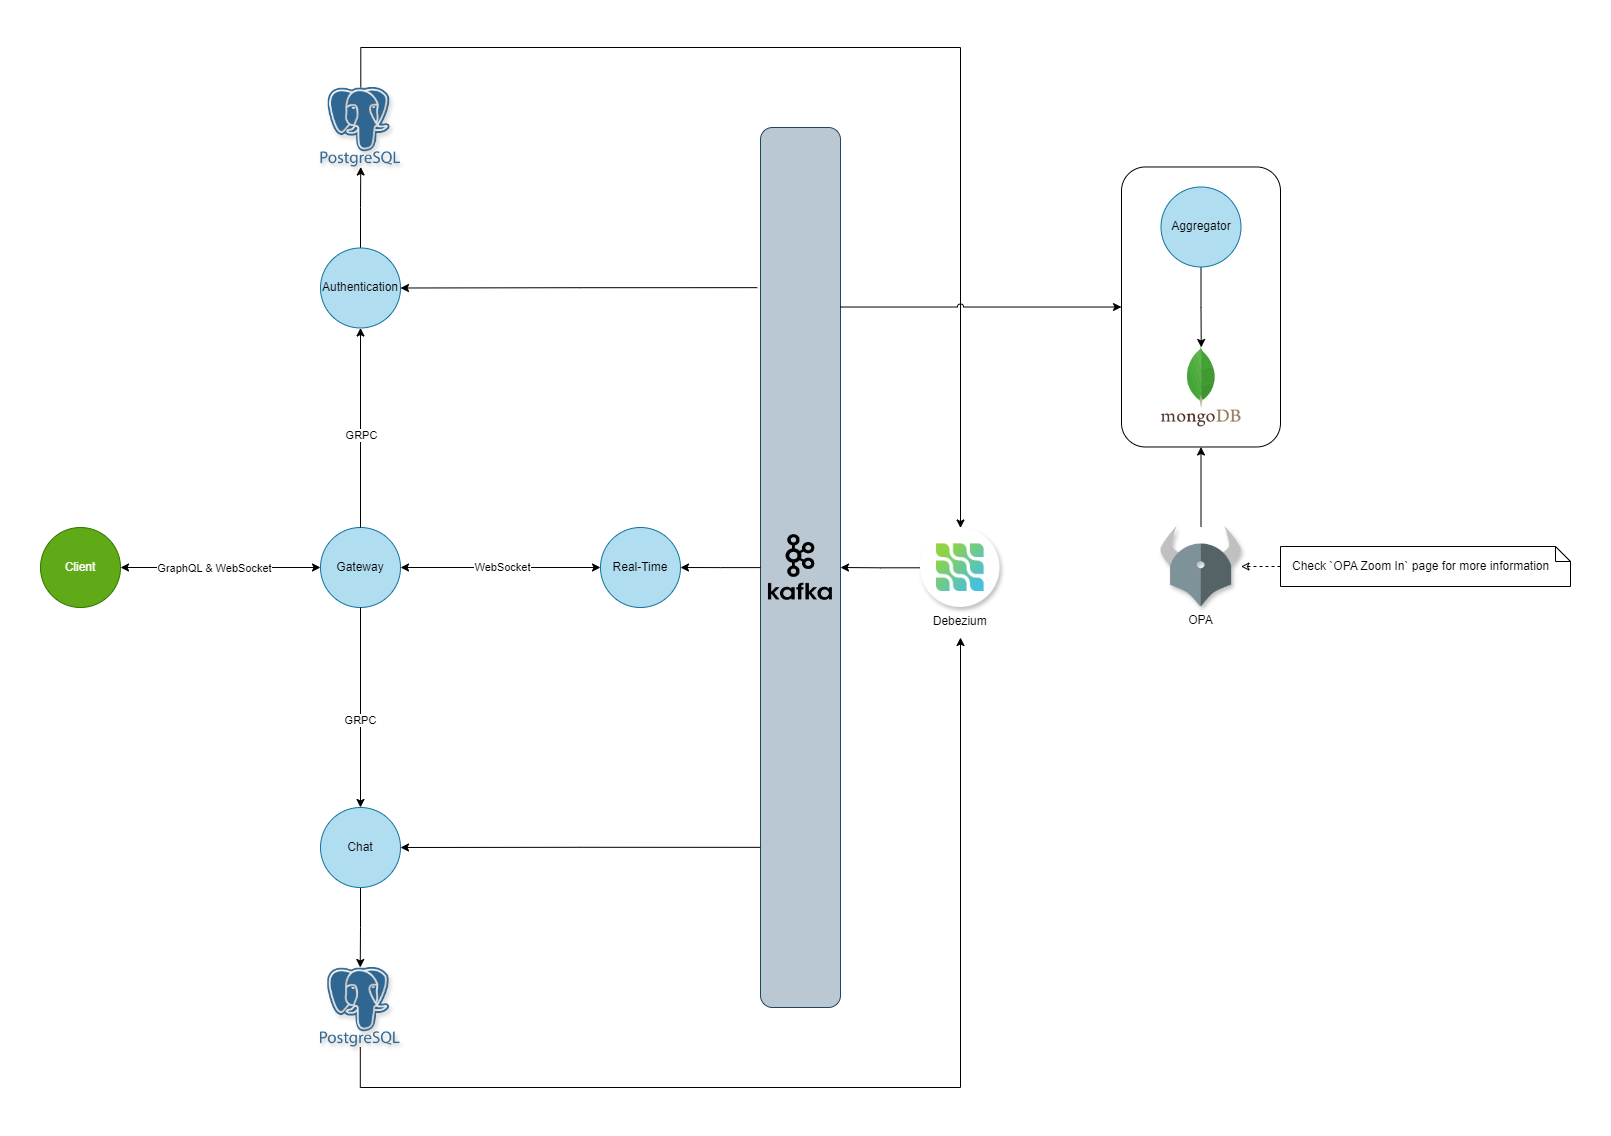 PostgreSQL
Aggregator
Authentication
mongoDB
GRPC
Client
GraphQL & WebSocket
Gateway
WebSocket
Real-Time
kafka
Debezium
OPA
Check `OPA Zoom In` page for more information
GRPC
Chat
PostgreSQL